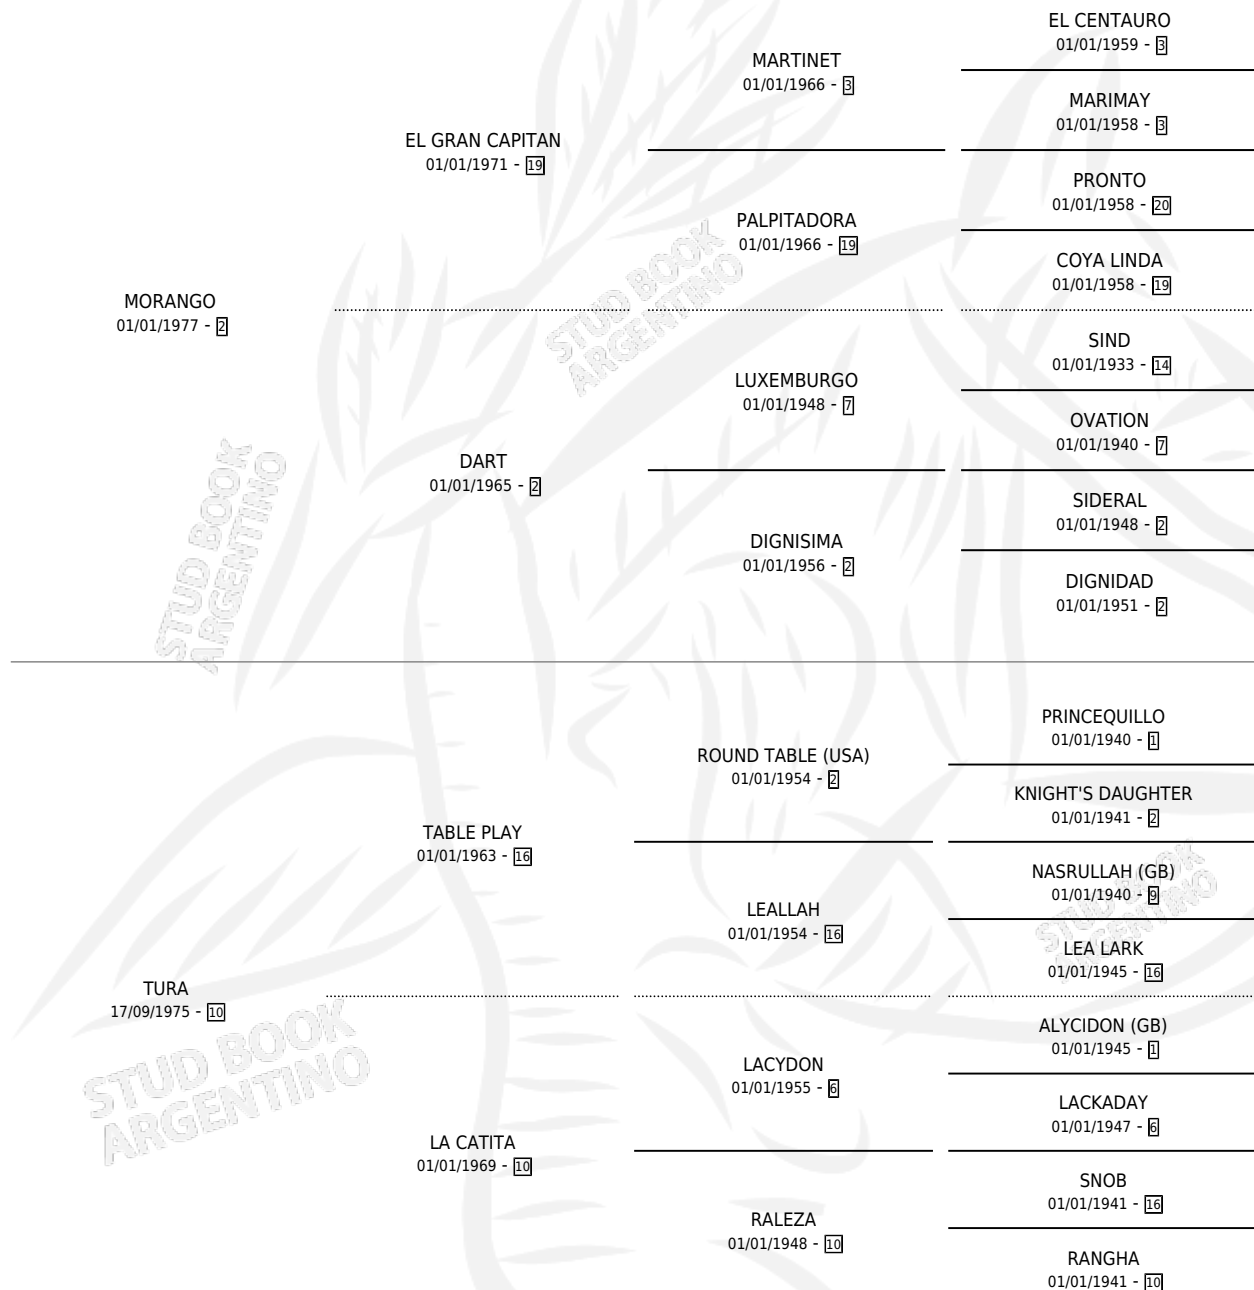 EL CENTAURO
01/01/1959 - 3
MARTINET
01/01/1966 - 3
MARIMAY
01/01/1958 - 3
EL GRAN CAPITAN
01/01/1971 - 19
PRONTO
01/01/1958 - 20
PALPITADORA
01/01/1966 - 19
COYA LINDA
01/01/1958 - 19
MORANGO
01/01/1977 - 2
SIND
01/01/1933 - 14
LUXEMBURGO
01/01/1948 - 7
OVATION
01/01/1940 - 7
DART
01/01/1965 - 2
SIDERAL
01/01/1948 - 2
DIGNISIMA
01/01/1956 - 2
DIGNIDAD
01/01/1951 - 2
STUD BOOK
ARGENTINO
STUD BOOK
ARGENTINO
PRINCEQUILLO
01/01/1940 - 1
ROUND TABLE (USA)
01/01/1954 - 2
KNIGHT'S DAUGHTER
01/01/1941 - 2
TABLE PLAY
01/01/1963 - 16
NASRULLAH (GB)
01/01/1940 - 9
LEALLAH
01/01/1954 - 16
LEA LARK
01/01/1945 - 16
STUD BOOK
ARGENTINO
TURA
17/09/1975 - 10
ALYCIDON (GB)
01/01/1945 - 1
LACYDON
01/01/1955 - 6
LACKADAY
01/01/1947 - 6
LA CATITA
01/01/1969 - 10
SNOB
01/01/1941 - 16
RALEZA
01/01/1948 - 10
RANGHA
01/01/1941 - 10
STUD BOOK
ARGENTINO